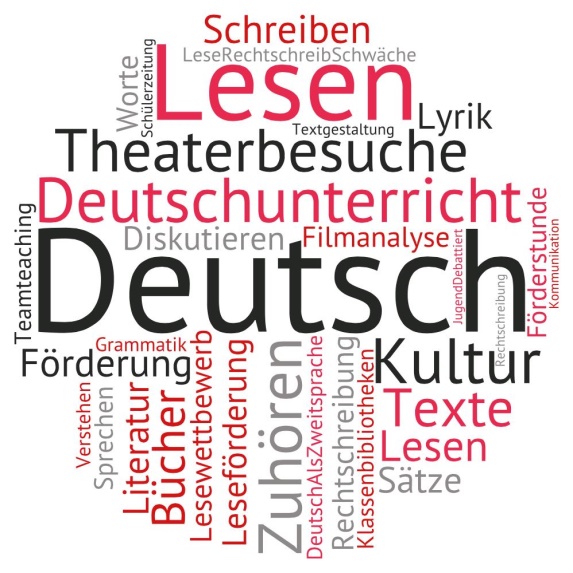 Schreiben
LeseRechtschreibSchwäche
Worte
Schülerzeitung
Lesen
Textgestaltung
Lyrik
Theaterbesuche
Deutschunterricht
Teamteaching
Diskutieren
Filmanalyse
JugendDebattiert
Förderstunde
Kommunikation
Deutsch
Rechtschreibung
Grammatik
Förderung
Kultur
Verstehen
Sprechen
Literatur
Bücher
Lesewettbewerb
Leseförderung
Zuhören
DeutschAlsZweitsprache
Rechtschreibung
Klassenbibliotheken
Texte
Lesen
Sätze